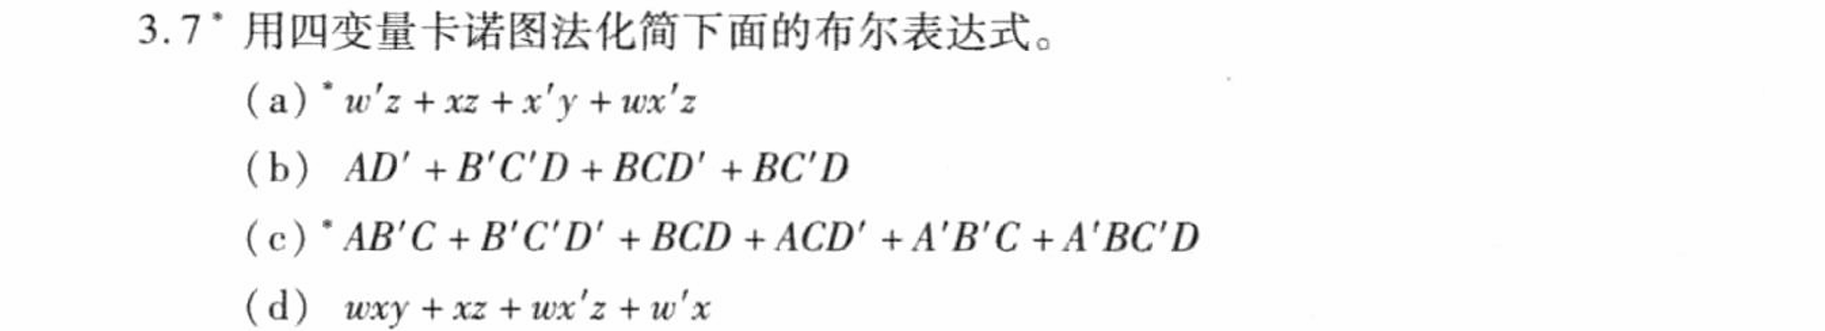 3.7* 用四变量卡诺图法化简下面的布尔表达式。
(a)* w′z + xz + x′y + wx′z
(b) AD′ + B′C′D + BCD′ + BC′D
(c)* AB′C + B′C′D′ + BCD + ACD′ + A′B′C + A′BC′D
(d) wxy + xz + wx′z + w′x